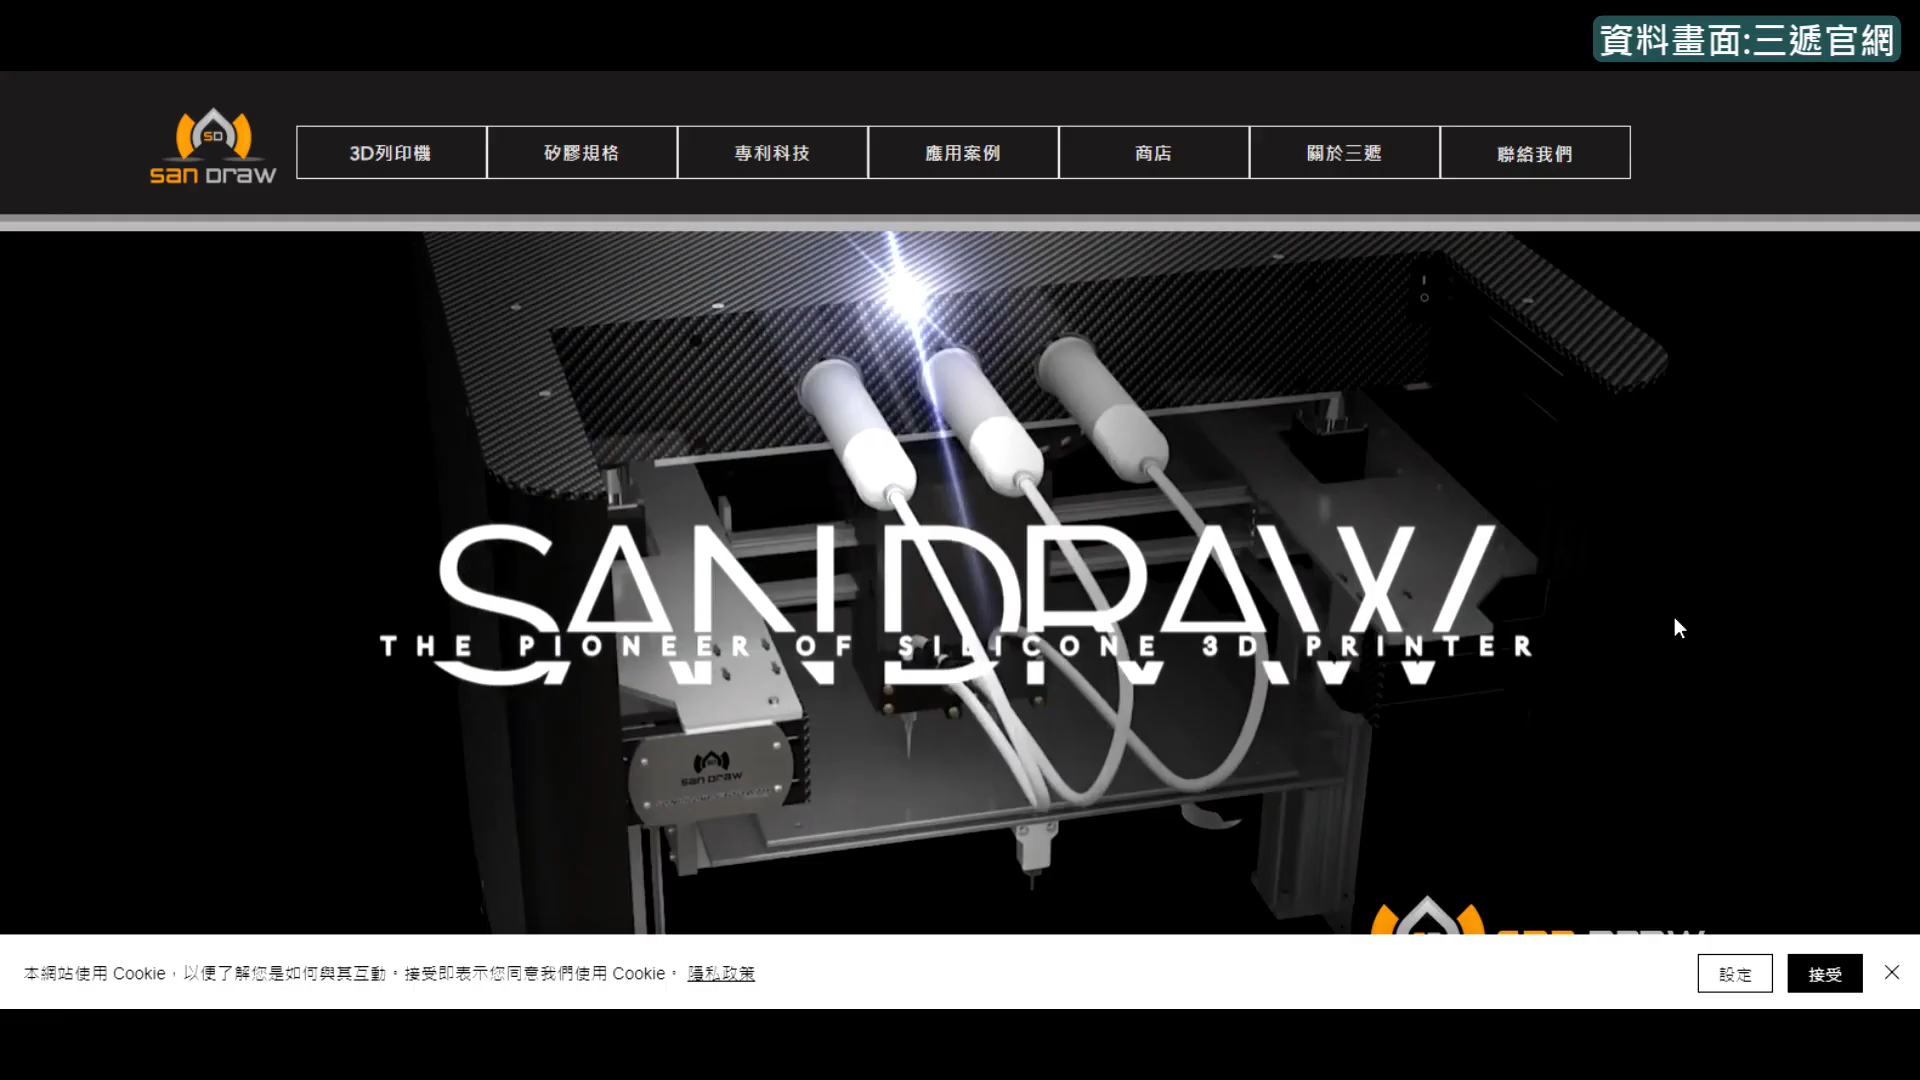 資料畫面:三遞官網
SD
san Draw
3D列印機
矽膠規格
專利科技
應用案例
商店
關於三遞
聯絡我們
SANDRAW
THE PIONEER OF SILICONE 3D PRINTER
san Draw
本網站使用 Cookie，以便了解您是如何與其互動。接受即表示您同意我們使用 Cookie。 隱私政策
設定
接受